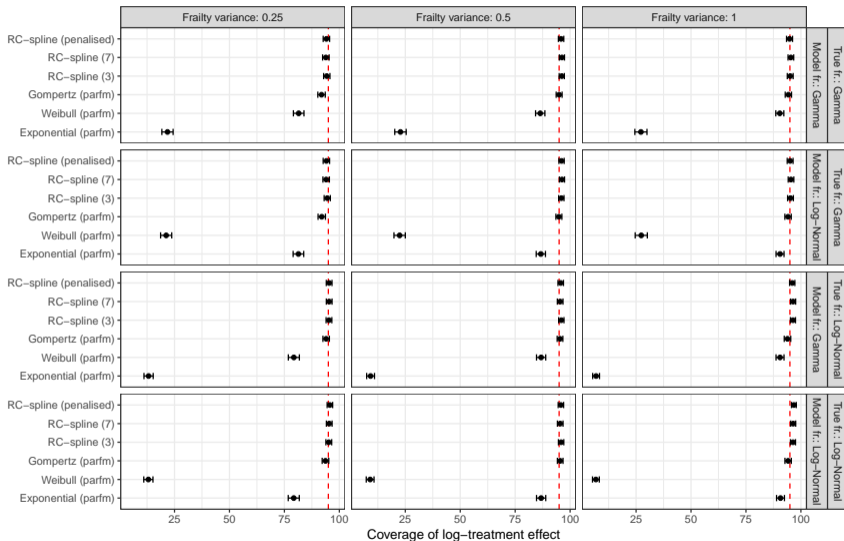 Frailty variance: 0.25
Frailty variance: 0.5
Frailty variance: 1
RC−spline (penalised)
RC−spline (7)
RC−spline (3)
Gompertz (parfm)
Weibull (parfm)
Exponential (parfm)
True fr.: Gamma
Model fr.: Gamma
RC−spline (penalised)
RC−spline (7)
RC−spline (3)
Gompertz (parfm)
Weibull (parfm)
Exponential (parfm)
True fr.: Gamma
Model fr.: Log−Normal
RC−spline (penalised)
RC−spline (7)
RC−spline (3)
Gompertz (parfm)
Weibull (parfm)
Exponential (parfm)
True fr.: Log−Normal
Model fr.: Gamma
RC−spline (penalised)
RC−spline (7)
RC−spline (3)
Gompertz (parfm)
Weibull (parfm)
Exponential (parfm)
True fr.: Log−Normal
Model fr.: Log−Normal
25 50 75 100 25 50 75 100 25 50 75 100
Coverage of log−treatment effect